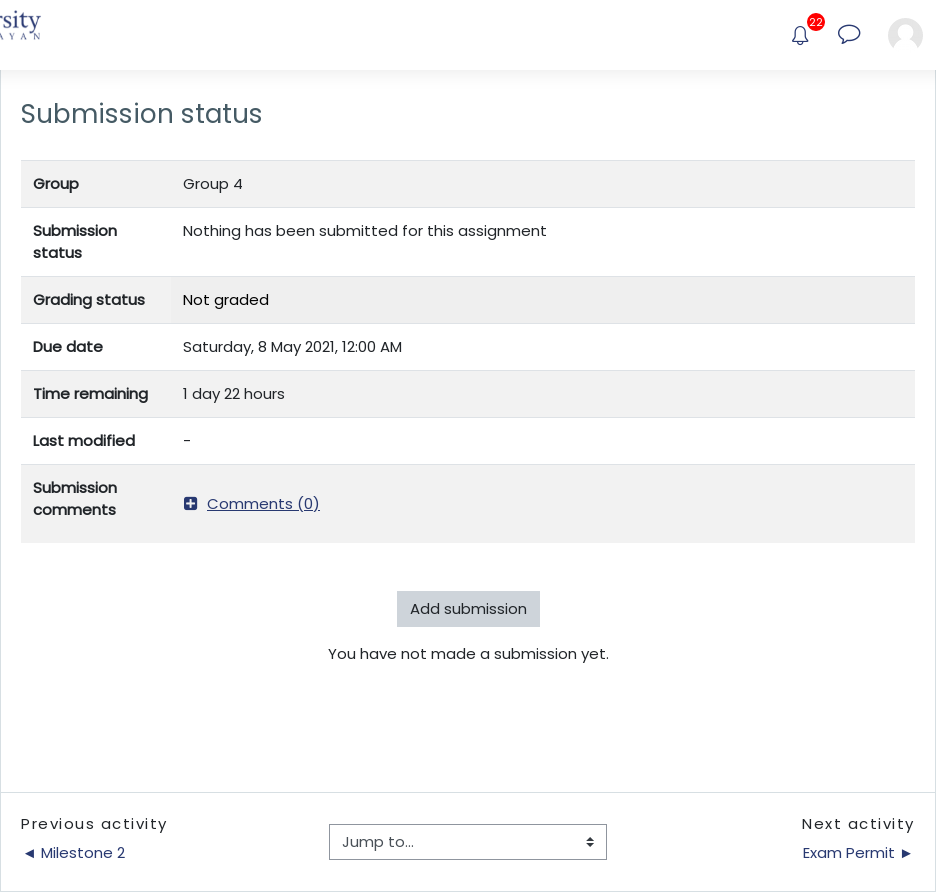 rsity
AYAN
22
Submission status
Group Group 4
Submission status Nothing has been submitted for this assignment
Grading status Not graded
Due date Saturday, 8 May 2021, 12:00 AM
Time remaining 1 day 22 hours
Last modified -
Submission comments Comments (0)
Add submission
You have not made a submission yet.
Previous activity
◄ Milestone 2
Jump to...
Next activity
Exam Permit ►